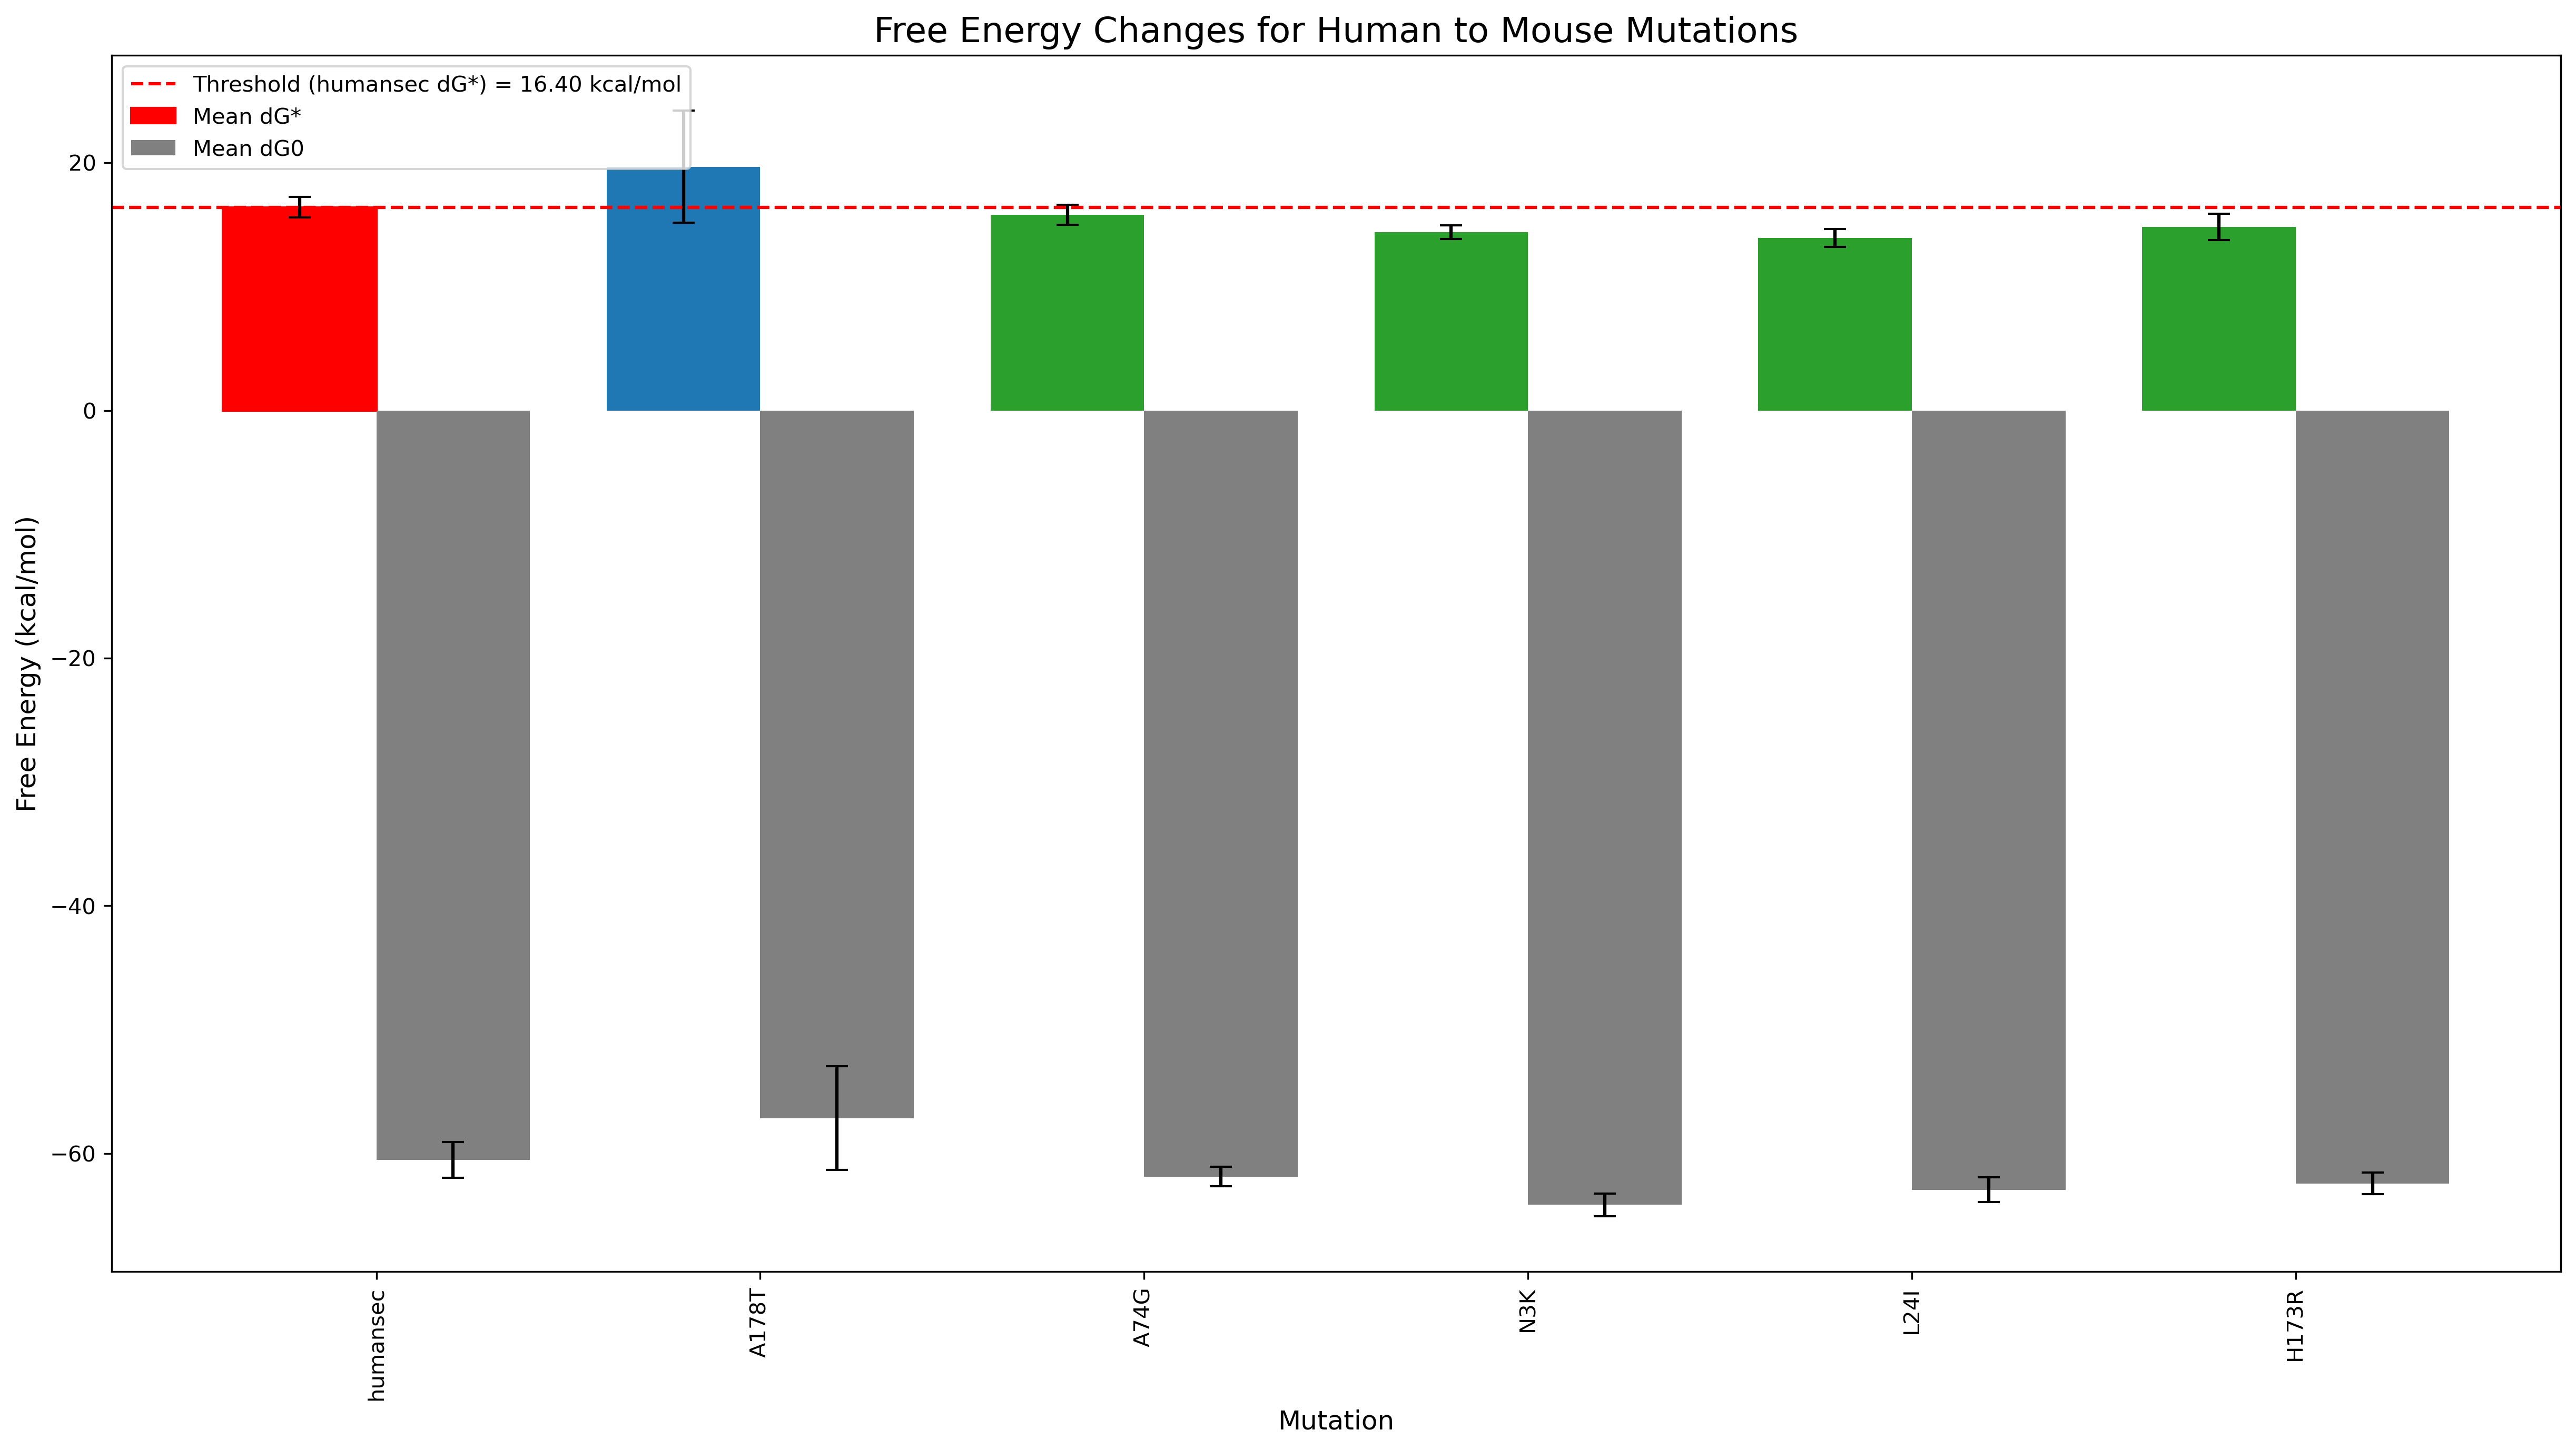 Free Energy Changes for Human to Mouse Mutations
Threshold (humansec dG*) = 16.40 kcal/mol
Mean dG*
Mean dG0
Free Energy (kcal/mol)
20
0
−20
−40
−60
humansec
A178T
A74G
N3K
L24I
H173R
Mutation